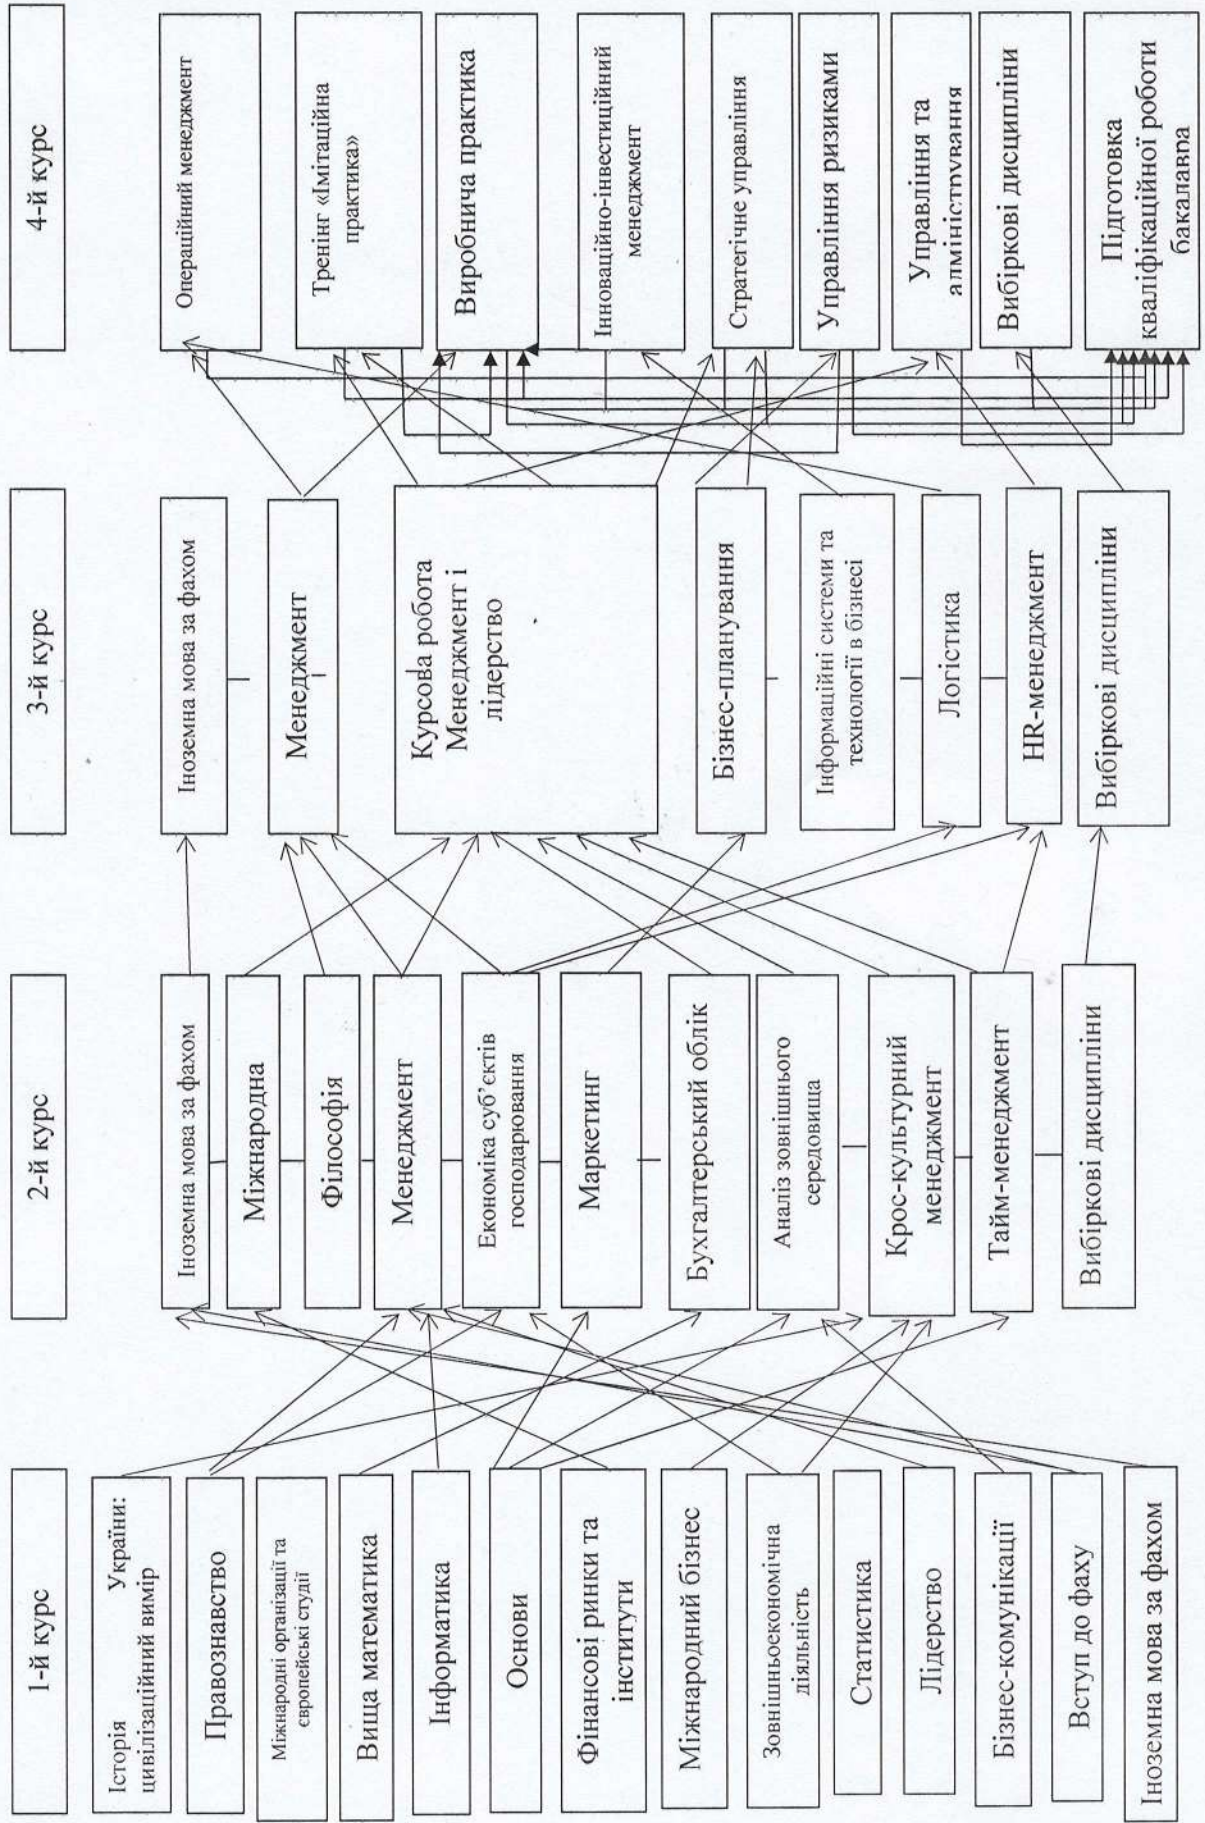 1-й курс
2-й курс
3-й курс
4-й курс
Історія України:
цивілізаційний вимір
Правознавство
Міжнародні організації та
європейські студії
Вища математика
Інформатика
Основи
Фінансові ринки та
інститути
Міжнародний бізнес
Зовнішньоекономічна
діяльність
Статистика
Лідерство
Бізнес-комунікації
Вступ до фаху
Іноземна мова за фахом
Іноземна мова за фахом
Міжнародна
Філософія
Менеджмент
Економіка суб’єктів
господарювання
Маркетинг
Бухгалтерський облік
Аналіз зовнішнього
середовища
Крос-культурний
менеджмент
Тайм-менеджмент
Вибіркові дисципліни
Іноземна мова за фахом
Менеджмент
і
Курсова робота
Менеджмент і
лідерство
Бізнес-планування
Інформаційні системи та
технології в бізнесі
Логістика
HR-менеджмент
Вибіркові дисципліни
Операційний менеджмент
Тренінг «Імітаційна
практика»
Виробнича практика
Інноваційно-інвестиційний
менеджмент
Стратегічне управління
Управління ризиками
Управління та
адміністрування
Вибіркові дисципліни
Підготовка
кваліфікаційної роботи
бакалавра